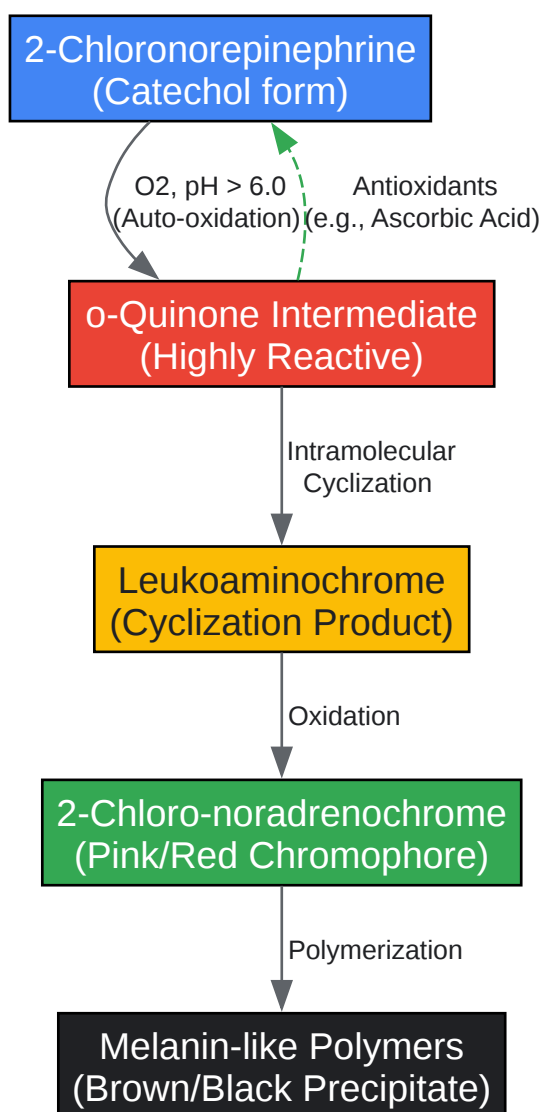 2-Chloronorepinephrine
(Catechol form)
O2, pH > 6.0
(Auto-oxidation)
Antioxidants
(e.g., Ascorbic Acid)
o-Quinone Intermediate
(Highly Reactive)
Intramolecular
Cyclization
Leukoaminochrome
(Cyclization Product)
Oxidation
2-Chloro-noradrenochrome
(Pink/Red Chromophore)
Polymerization
Melanin-like Polymers
(Brown/Black Precipitate)